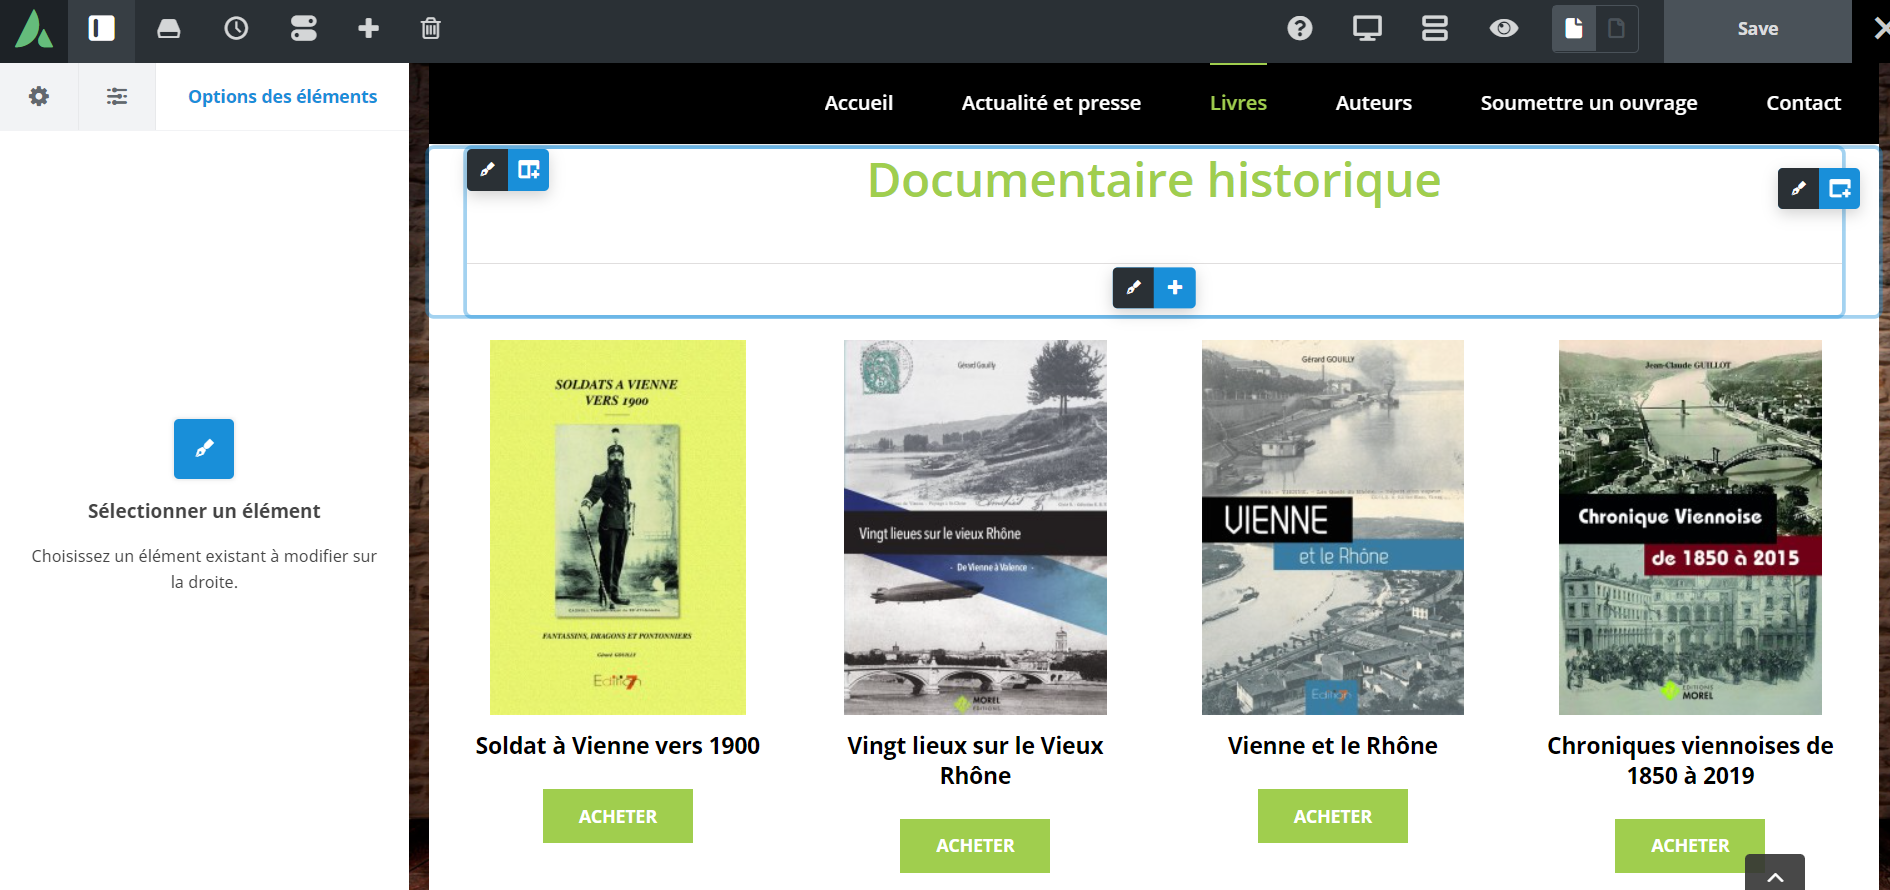 Save
Options des éléments
Accueil
Actualité et presse
Livres
Auteurs
Soumettre un ouvrage
Contact
Documentaire historique
Sélectionner un élément
Choisissez un élément existant à modifier sur
la droite.
SOLDATS A VIENNE
VERS 1900
FANTASSINS, DRAGONS ET PONTONNIERS
Gérard GOUILLY
Edition 7
Gérard Gouilly
Vingt lieues sur le vieux Rhône
- De Vienne à Valence -
MOREL
EDITIONS
Gérard GOUILLY
VIENNE
et le Rhône
Edition 7
Jean-Claude GUILLOT
Chronique Viennoise
de 1850 à 2015
EDITIONS
MOREL
Soldat à Vienne vers 1900
Vingt lieux sur le Vieux
Rhône
Vienne et le Rhône
Chroniques viennoises de
1850 à 2019
ACHETER
ACHETER
ACHETER
ACHETER